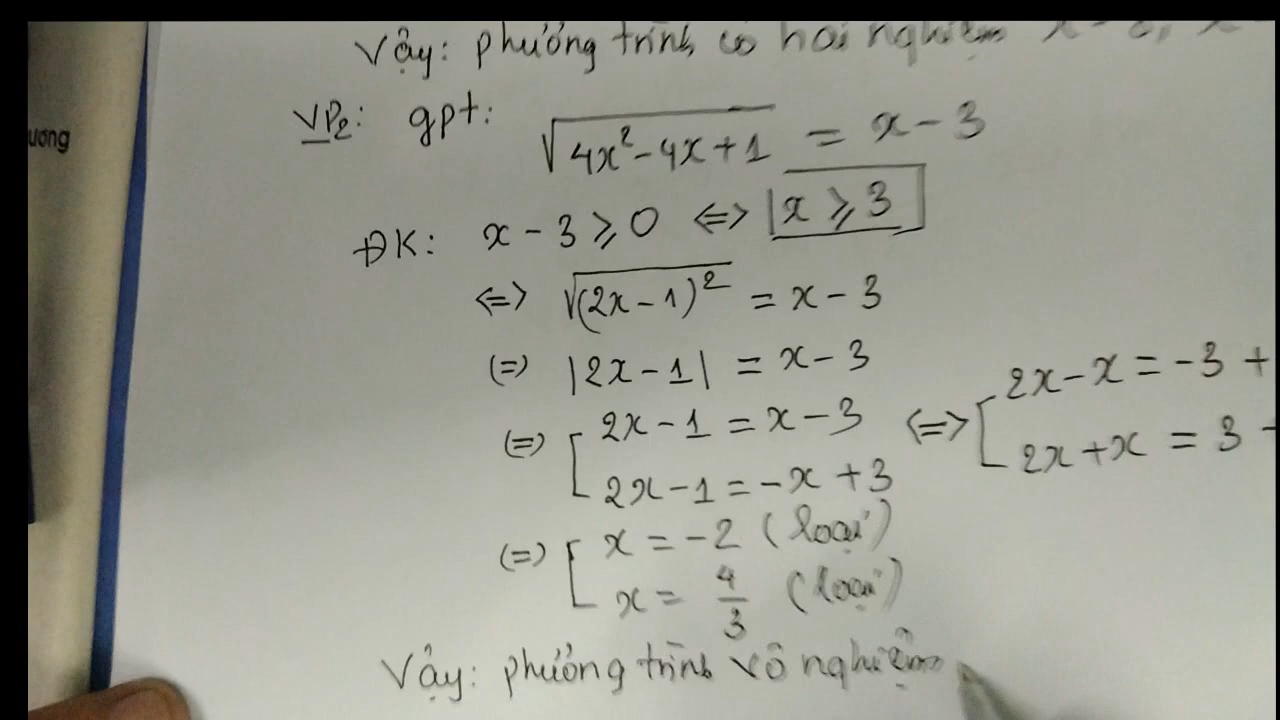 Vậy: phương trình có hai nghiệm
ương
VP2: gpt: √(4x² - 4x + 1) = x - 3
ĐK: x - 3 ⩾ 0 <=> x ⩾ 3
<=> √((2x - 1)²) = x - 3
(=) |2x - 1| = x - 3
(=) [ 2x - 1 = x - 3 <=> [ 2x - x = -3 +
2x - 1 = -x + 3 2x + x = 3 +
(=) [ x = -2 (loại)
x = 4/3 (loại)
Vậy: phương trình vô nghiệm